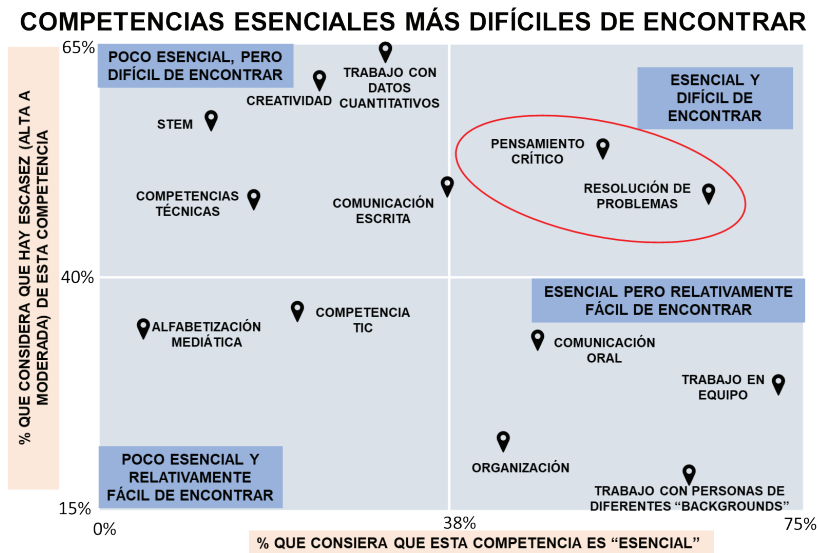 COMPETENCIAS ESENCIALES MÁS DIFÍCILES DE ENCONTRAR
65%
POCO ESENCIAL, PERO
DIFÍCIL DE ENCONTRAR
TRABAJO CON
DATOS
CUANTITATIVOS
CREATIVIDAD
STEM
ESENCIAL Y
DIFÍCIL DE
ENCONTRAR
PENSAMIENTO
CRÍTICO
RESOLUCIÓN DE
PROBLEMAS
COMPETENCIAS
TÉCNICAS
COMUNICACIÓN
ESCRITA
% QUE CONSIDERA QUE HAY ESCASEZ (ALTA A
MODERADA) DE ESTA COMPETENCIA
40%
ESENCIAL PERO RELATIVAMENTE
FÁCIL DE ENCONTRAR
ALFABETIZACIÓN
MEDIÁTICA
COMPETENCIA
TIC
COMUNICACIÓN
ORAL
TRABAJO EN
EQUIPO
POCO ESENCIAL Y
RELATIVAMENTE
FÁCIL DE ENCONTRAR
ORGANIZACIÓN
TRABAJO CON PERSONAS DE
DIFERENTES “BACKGROUNDS”
15%
0%
38%
75%
% QUE CONSIERA QUE ESTA COMPETENCIA ES “ESENCIAL”